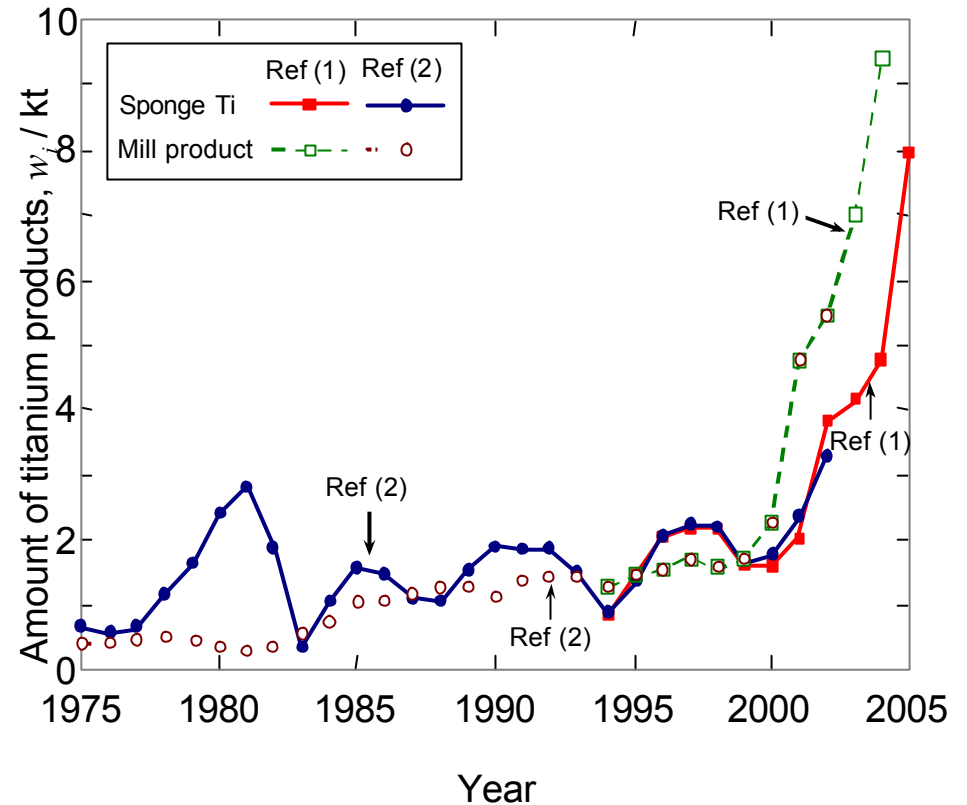 Amount of titanium products, wᵢ / kt
10
8
6
4
2
0
Ref (1) Ref (2)
Sponge Ti
Mill product
Ref (1)
Ref (1)
Ref (2)
Ref (2)
1975 1980 1985 1990 1995 2000 2005
Year